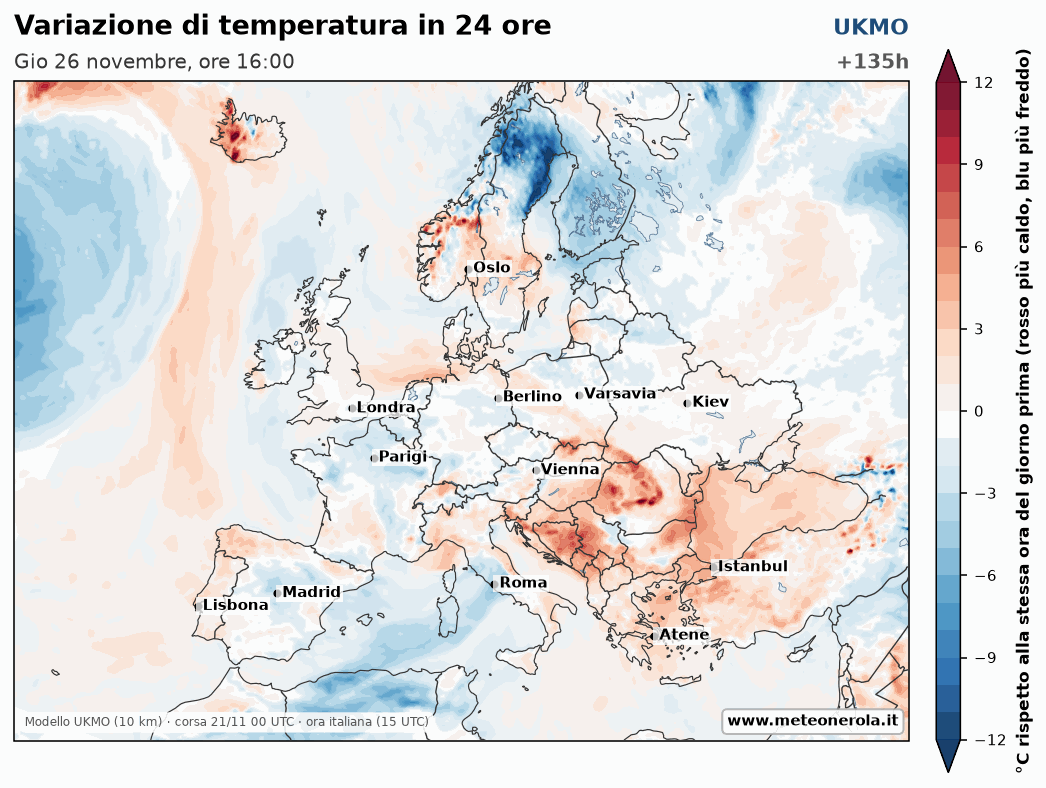 Variazione di temperatura in 24 ore
UKMO
Gio 26 novembre, ore 16:00
+135h
Oslo
Berlino
Varsavia
Kiev
Londra
Parigi
Vienna
Istanbul
Roma
Madrid
Lisbona
Atene
Modello UKMO (10 km) · corsa 21/11 00 UTC · ora italiana (15 UTC)
www.meteonerola.it
12
9
6
3
0
−3
−6
−9
−12
°C rispetto alla stessa ora del giorno prima (rosso più caldo, blu più freddo)